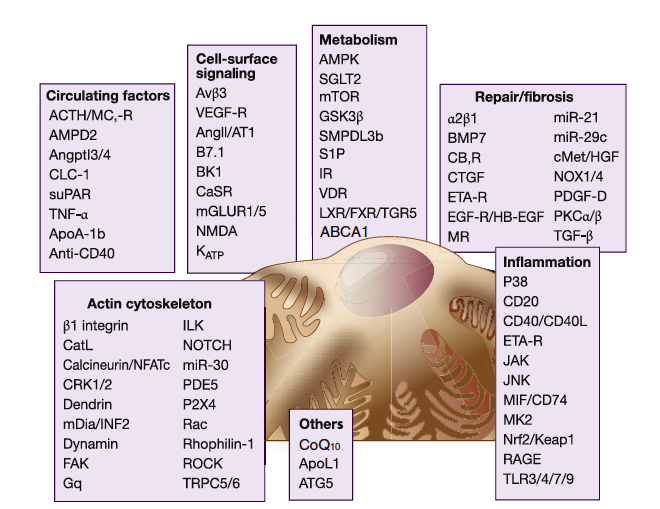 Metabolism
AMPK
SGLT2
mTOR
GSK3β
SMPDL3b
S1P
IR
VDR
LXR/FXR/TGR5
ABCA1
Cell-surface
signaling
Avβ3
VEGF-R
AngII/AT1
B7.1
BK1
CaSR
mGLUR1/5
NMDA
KATP
Circulating factors
ACTH/MC,-R
AMPD2
Angptl3/4
CLC-1
suPAR
TNF-α
ApoA-1b
Anti-CD40
Repair/fibrosis
α2β1 miR-21
BMP7 miR-29c
CB,R cMet/HGF
CTGF NOX1/4
ETA-R PDGF-D
EGF-R/HB-EGF PKCα/β
MR TGF-β
Inflammation
P38
CD20
CD40/CD40L
ETA-R
JAK
JNK
MIF/CD74
MK2
Nrf2/Keap1
RAGE
TLR3/4/7/9
Actin cytoskeleton
β1 integrin ILK
CatL NOTCH
Calcineurin/NFATc miR-30
CRK1/2 PDE5
Dendrin P2X4
mDia/INF2 Rac
Dynamin Rhophilin-1
FAK ROCK
Gq TRPC5/6
Others
CoQ10
ApoL1
ATG5